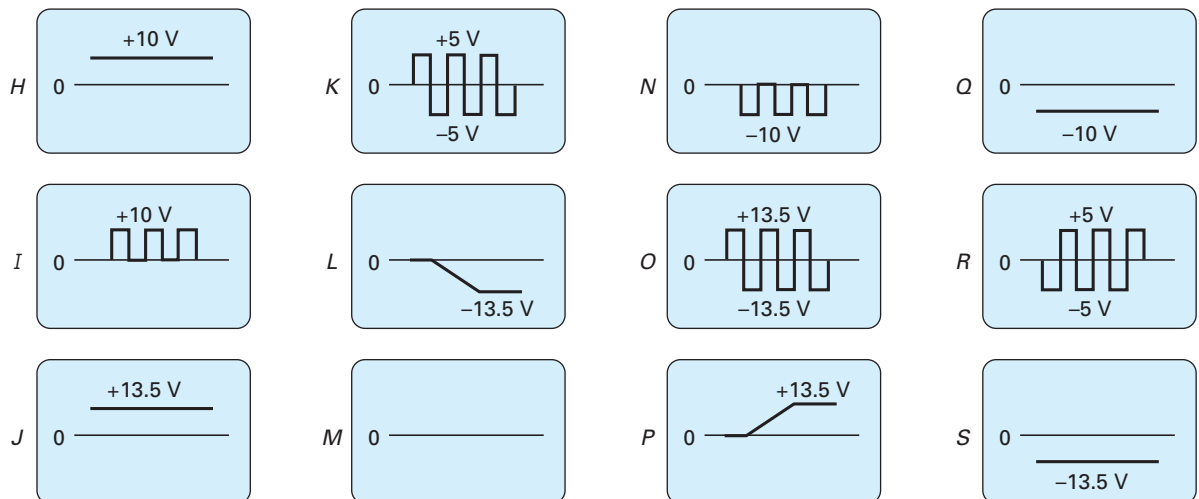 +10 V
H 0
+5 V
K 0
−5 V
N 0
−10 V
Q 0
−10 V
+10 V
I 0
L 0
−13.5 V
+13.5 V
O 0
−13.5 V
+5 V
R 0
−5 V
+13.5 V
J 0
M 0
+13.5 V
P 0
S 0
−13.5 V